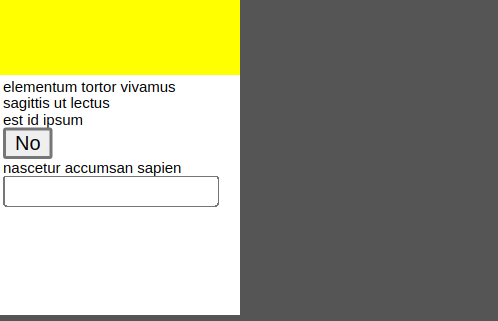 elementum tortor vivamus
sagittis ut lectus
est id ipsum
No
nascetur accumsan sapien